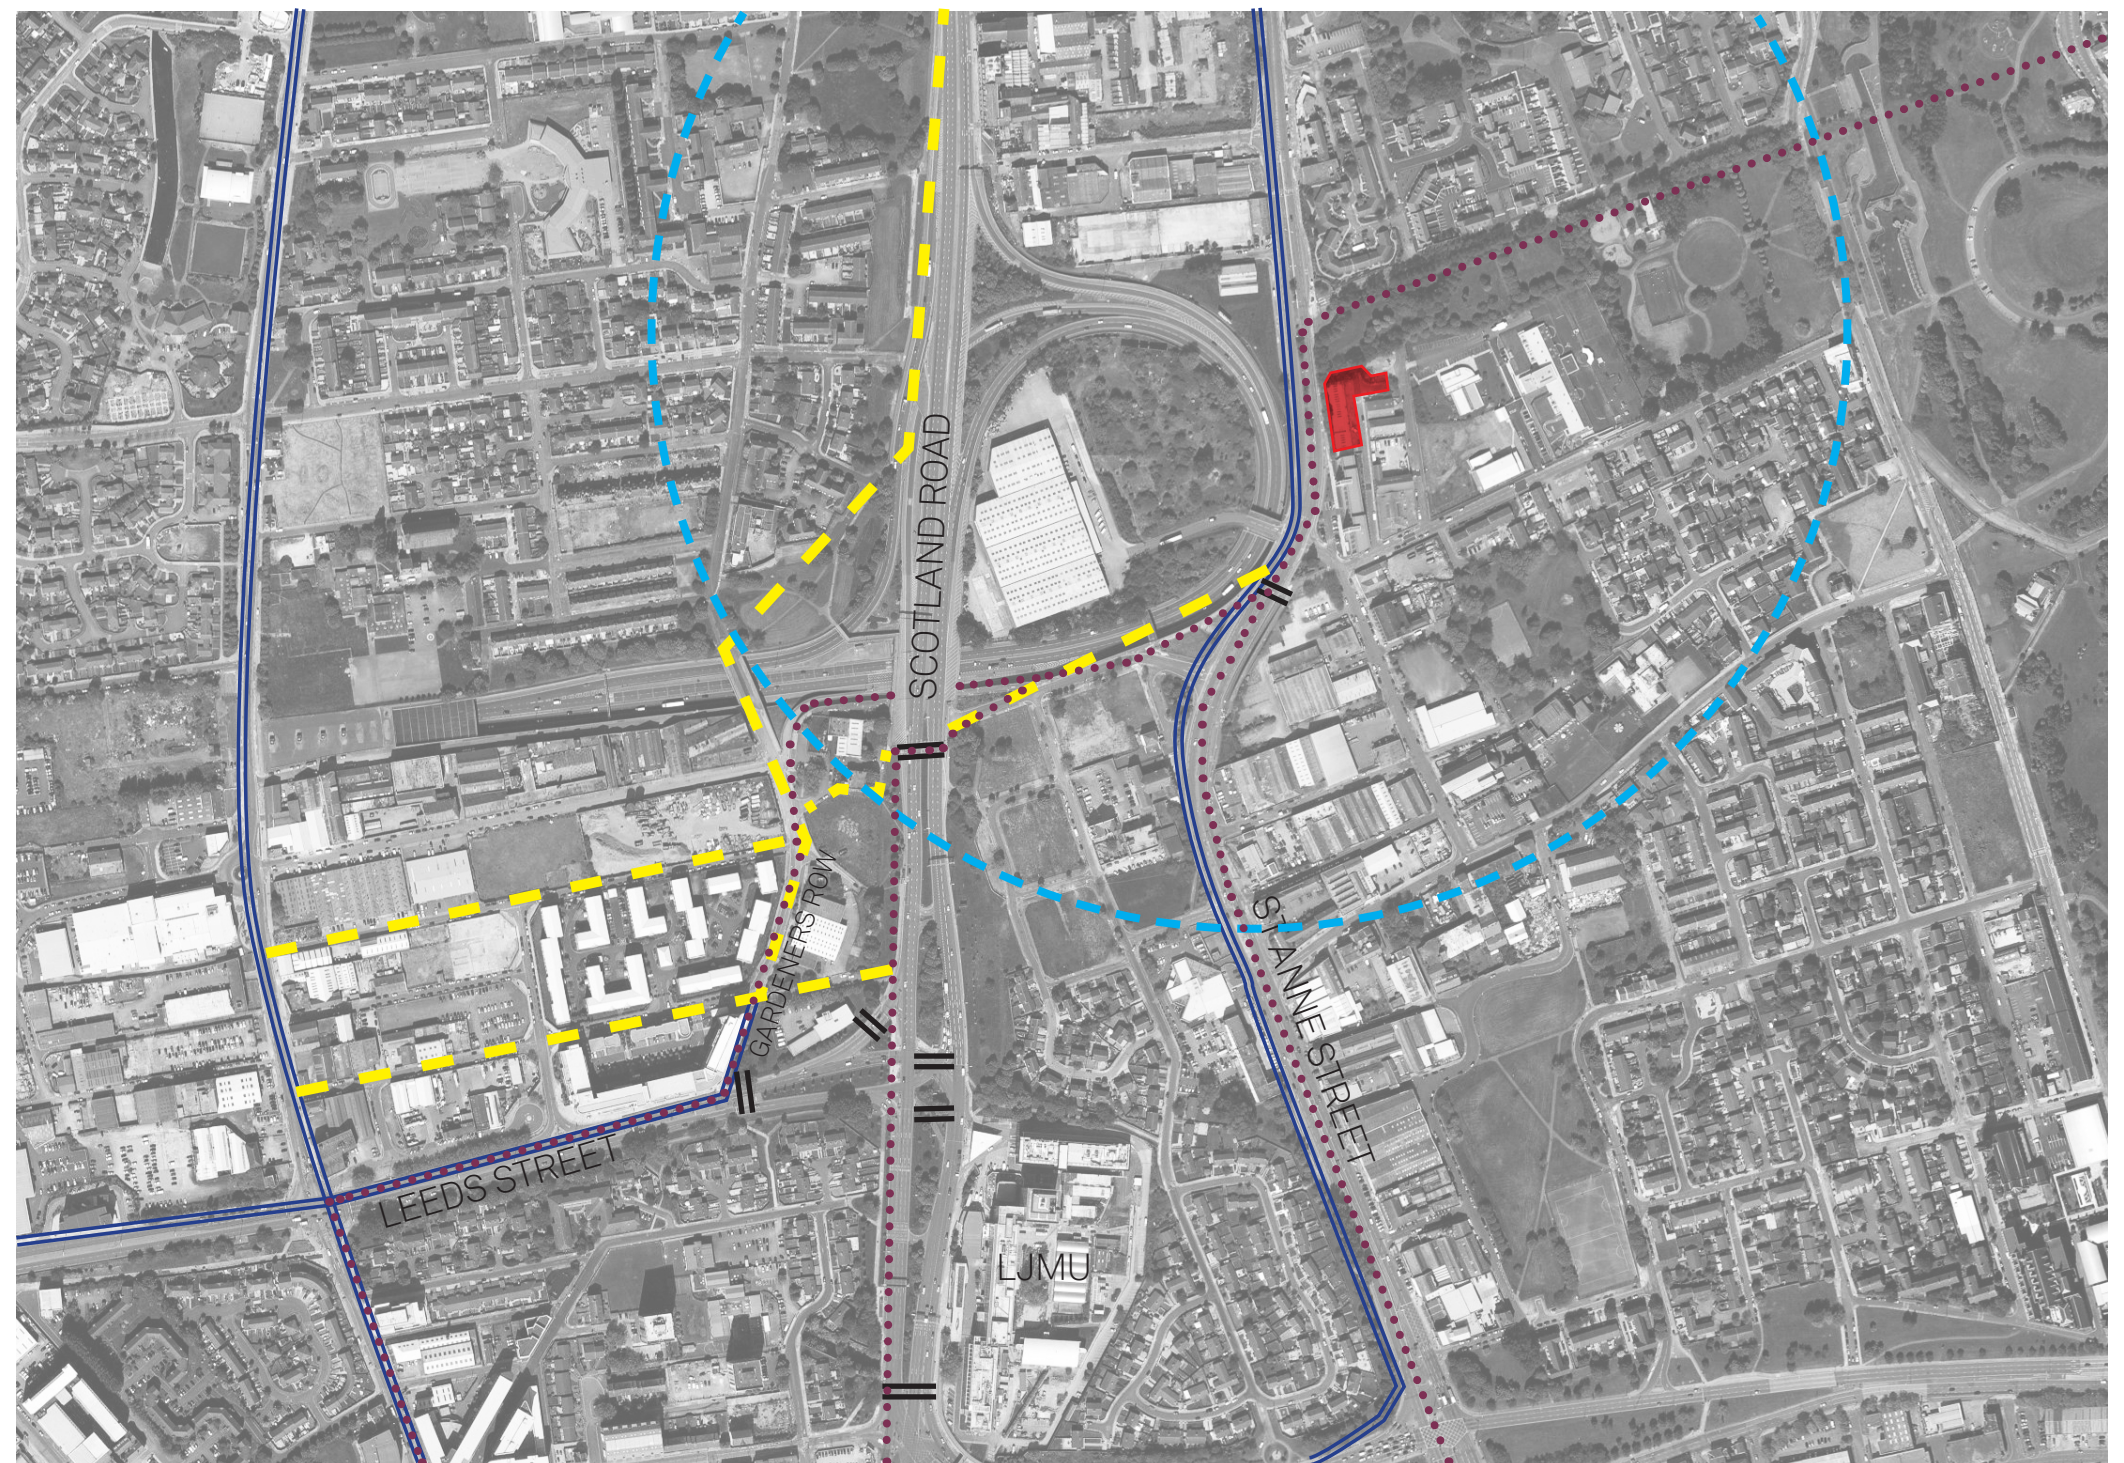 SCOTLAND ROAD
GARDENERS ROW
ST ANNE STREET
LEEDS STREET
LJMU